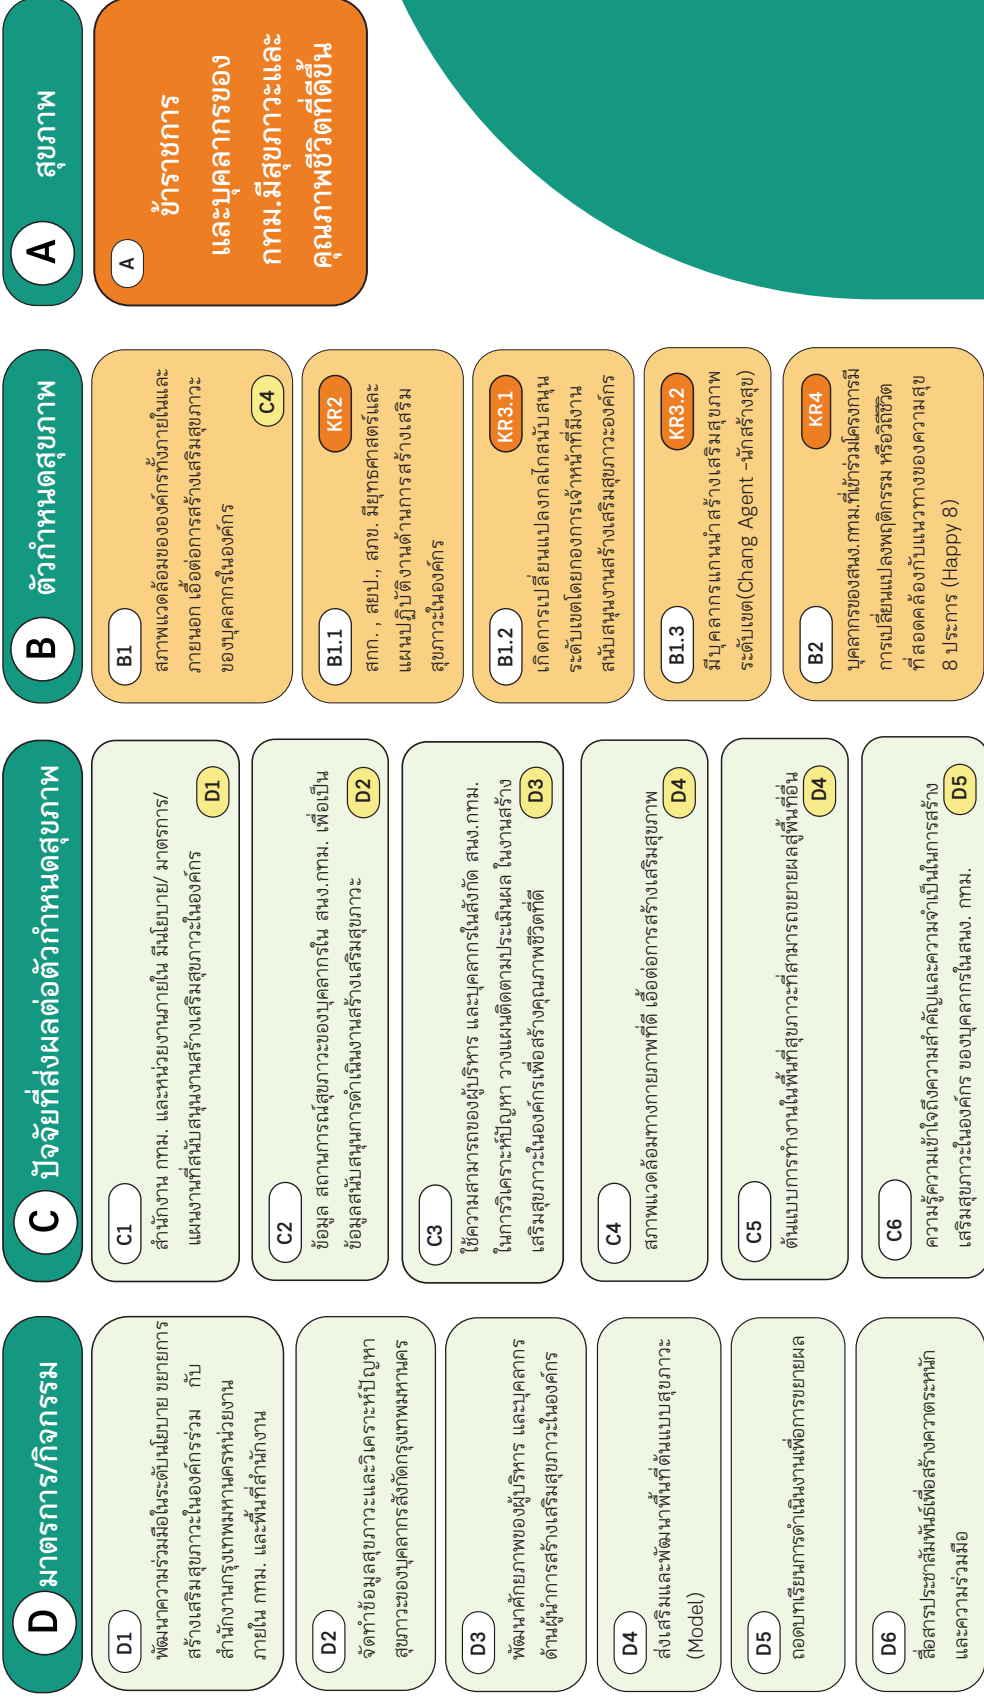 D มาตรการ/กิจกรรม
D1
พัฒนาความร่วมมือในระดับนโยบาย ขยายการ
สร้างเสริมสุขภาวะในองค์กรร่วม กับ
สำนักงานกรุงเทพมหานครหน่วยงาน
ภายใน กทม. และพื้นที่สำนักงาน
D2
จัดทำข้อมูลสุขภาวะและวิเคราะห์ปัญหา
สุขภาวะของบุคลากรสังกัดกรุงเทพมหานคร
D3
พัฒนาศักยภาพของผู้บริหาร และบุคลากร
ด้านผู้นำการสร้างเสริมสุขภาวะในองค์กร
D4
ส่งเสริมและพัฒนาพื้นที่ต้นแบบสุขภาวะ
(Model)
D5
ถอดบทเรียนการดำเนินงานเพื่อการขยายผล
D6
สื่อสารประชาสัมพันธ์เพื่อสร้างควาตระหนัก
และความร่วมมือ
C ปัจจัยที่ส่งผลต่อตัวกำหนดสุขภาพ
C1
สำนักงาน กทม. และหน่วยงานภายใน มีนโยบาย/ มาตรการ/
แผนงานที่สนับสนุนงานสร้างเสริมสุขภาวะในองค์กร
D1
C2
ข้อมูล สถานการณ์สุขภาวะของบุคลากรใน สนง.กทม. เพื่อเป็น
ข้อมูลสนับสนุนการดำเนินงานสร้างเสริมสุขภาวะ
D2
C3
ใช้ความสามารถของผู้บริหาร และบุคลากรในสังกัด สนง.กทม.
ในการวิเคราะห์ปัญหา วางแผนติดตามประเมินผล ในงานสร้าง
เสริมสุขภาวะในองค์กรเพื่อสร้างคุณภาพชีวิตที่ดี
D3
C4
สภาพแวดล้อมทางกายภาพที่ดี เอื้อต่อการสร้างเสริมสุขภาพ
D4
C5
ต้นแบบการทำงานในพื้นที่สุขภาวะที่สามารถขยายผลสู่พื้นที่อื่น
D4
C6
ความรู้ความเข้าใจถึงความสำคัญและความจำเป็นในการสร้าง
เสริมสุขภาวะในองค์กร ของบุคลากรในสนง. กทม.
D5
B ตัวกำหนดสุขภาพ
B1
สภาพแวดล้อมขององค์กรทั้งภายในและ
ภายนอก เอื้อต่อการสร้างเสริมสุขภาวะ
ของบุคลากรในองค์กร
C4
B1.1
KR2
สกก. , สยป., สภข. มียุทธศาสตร์และ
แผนปฏิบัติงานด้านการสร้างเสริม
สุขภาวะในองค์กร
B1.2
KR3.1
เกิดการเปลี่ยนแปลงกลไกสนับสนุน
ระดับเขตโดยกองการเจ้าหน้าที่มีงาน
สนับสนุนงานสร้างเสริมสุขภาวะองค์กร
B1.3
KR3.2
มีบุคลากรแกนนำสร้างเสริมสุขภาพ
ระดับเขต(Chang Agent -นักสร้างสุข)
B2
KR4
บุคลากรของสนง.กทม.ที่เข้าร่วมโครงการมี
การเปลี่ยนแปลงพฤติกรรม หรือวิถีชีวิต
ที่สอดคล้องกับแนวทางของความสุข
8 ประการ (Happy 8)
A สุขภาพ
A
ข้าราชการ
และบุคลากรของ
กทม.มีสุขภาวะและ
คุณภาพชีวิตที่ดีขึ้น